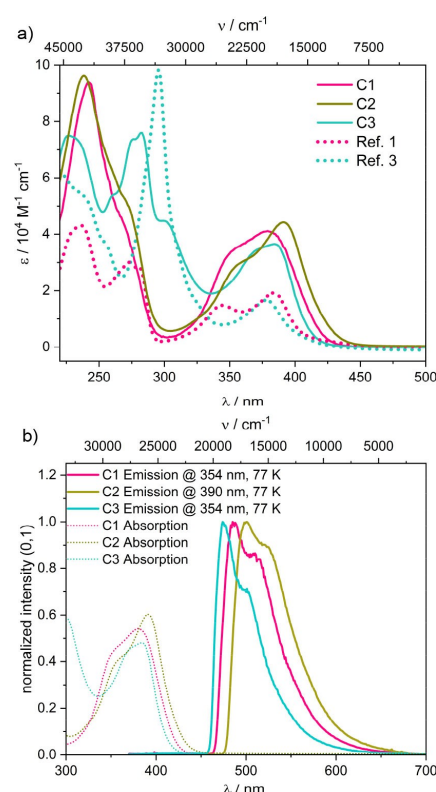 ν / cm⁻¹
a)
45000 37500 30000 22500 15000 7500
10
8
6
4
2
0
ε / 10⁴ M⁻¹ cm⁻¹
C1
C2
C3
Ref. 1
Ref. 3
250 300 350 400 450 500
λ / nm
b)
ν / cm⁻¹
30000 25000 20000 15000 10000 5000
1.2
1.0
0.8
0.6
0.4
0.2
0.0
normalized intensity (0,1)
C1 Emission @ 354 nm, 77 K
C2 Emission @ 390 nm, 77 K
C3 Emission @ 354 nm, 77 K
C1 Absorption
C2 Absorption
C3 Absorption
300 400 500 600 700
λ / nm